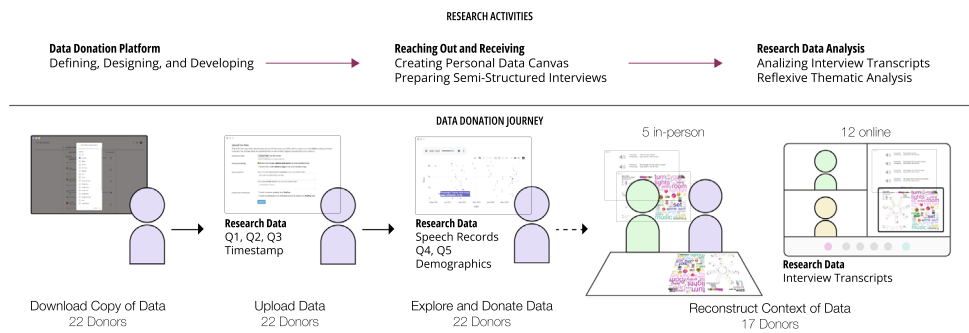 RESEARCH ACTIVITIES
Data Donation Platform
Defining, Designing, and Developing
Reaching Out and Receiving
Creating Personal Data Canvas
Preparing Semi-Structured Interviews
Research Data Analysis
Analizing Interview Transcripts
Reflexive Thematic Analysis
DATA DONATION JOURNEY
5 in-person
12 online
Research Data
Q1, Q2, Q3
Timestamp
Research Data
Speech Records
Q4, Q5
Demographics
Research Data
Interview Transcripts
Download Copy of Data
22 Donors
Upload Data
22 Donors
Explore and Donate Data
22 Donors
Reconstruct Context of Data
17 Donors